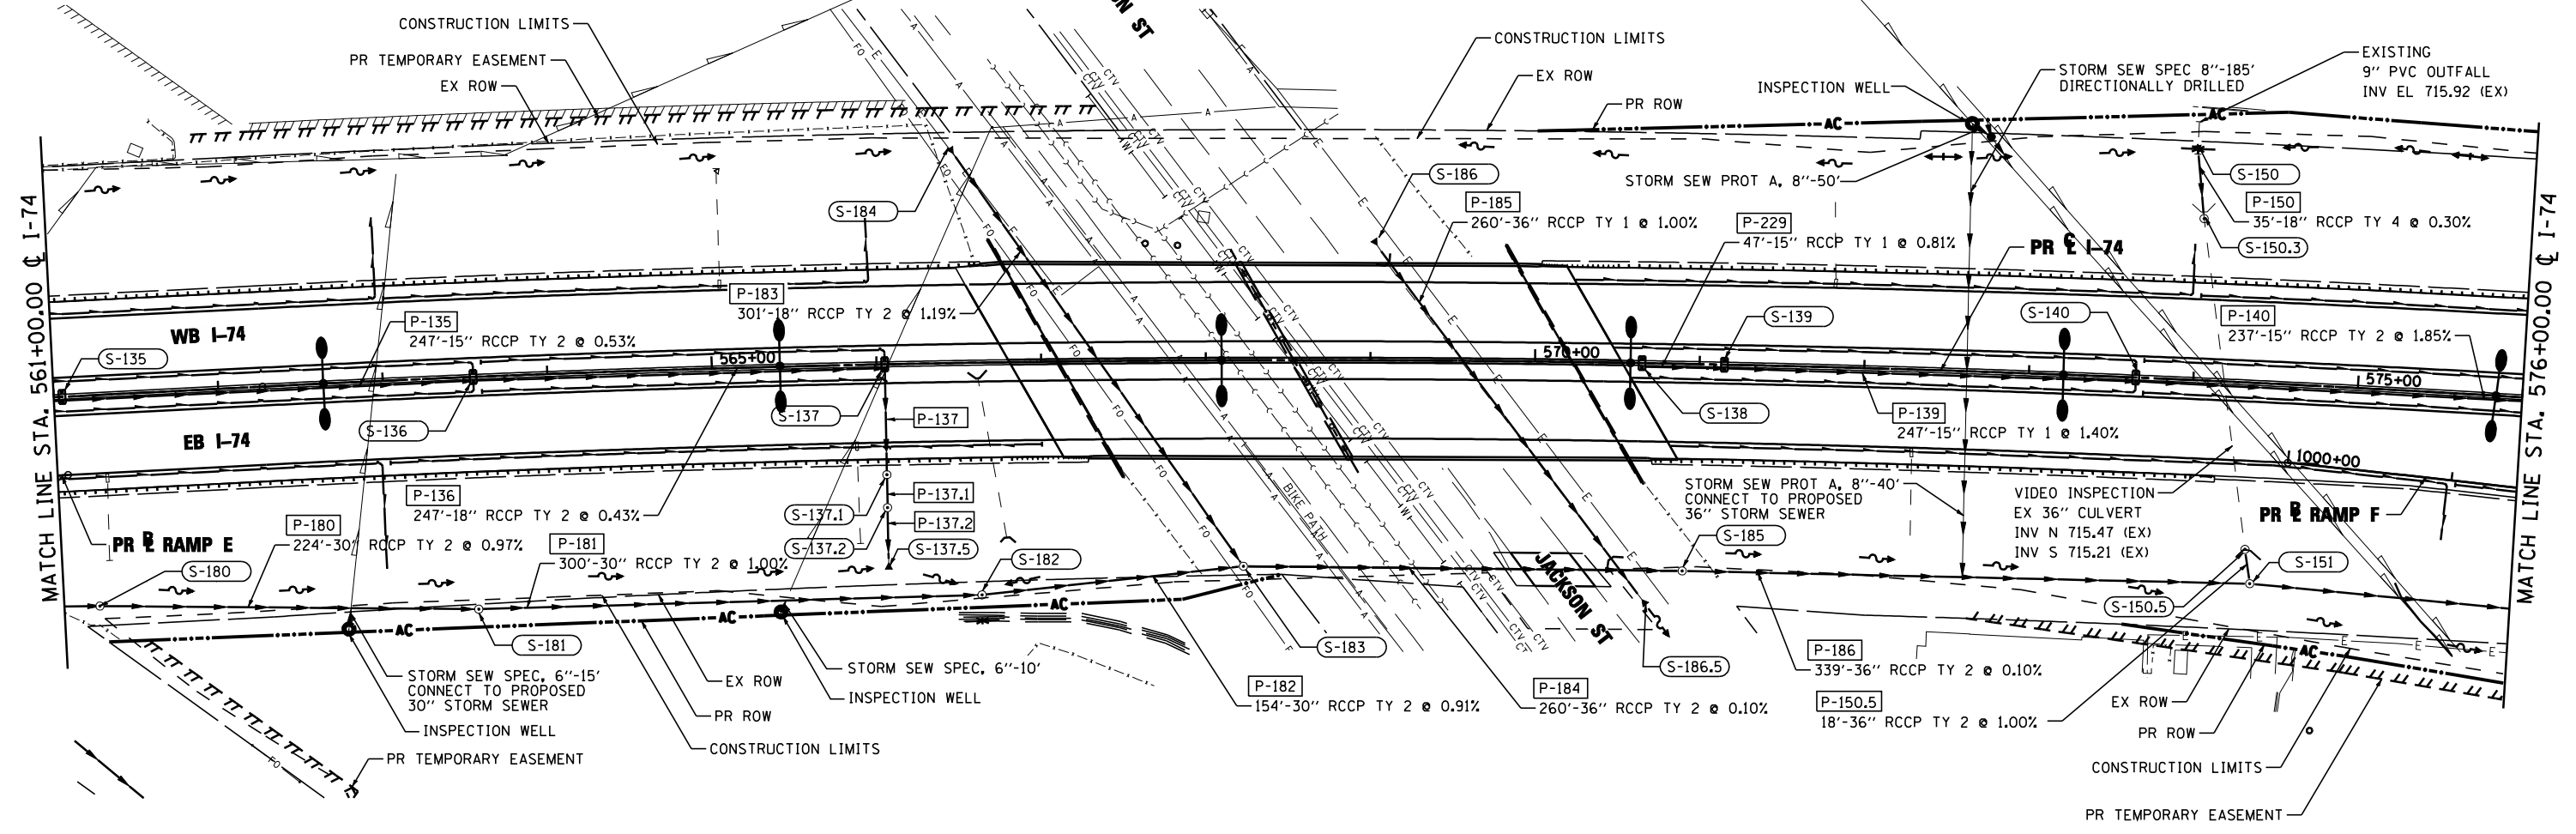 CONSTRUCTION LIMITS
PR TEMPORARY EASEMENT
EX ROW
ON ST
CONSTRUCTION LIMITS
EX ROW
PR ROW
INSPECTION WELL
STORM SEW SPEC 8''-185'
DIRECTIONALLY DRILLED
EXISTING
9'' PVC OUTFALL
INV EL 715.92 (EX)
AC
AC
STORM SEW PROT A, 8''-50'
S-184
S-186
P-185
260'-36'' RCCP TY 1 @ 1.00%
P-229
47'-15'' RCCP TY 1 @ 0.81%
S-150
P-150
35'-18'' RCCP TY 4 @ 0.30%
S-150.3
PR ℄ I-74
MATCH LINE STA. 561+00.00 ℄ I-74
MATCH LINE STA. 576+00.00 ℄ I-74
P-183
301'-18'' RCCP TY 2 @ 1.19%
WB I-74
P-135
247'-15'' RCCP TY 2 @ 0.53%
S-135
565+00
570+00
S-139
S-140
P-140
237'-15'' RCCP TY 2 @ 1.85%
575+00
S-136
S-137
P-137
S-138
P-139
247'-15'' RCCP TY 1 @ 1.40%
EB I-74
1000+00
P-136
247'-18'' RCCP TY 2 @ 0.43%
S-137.1
P-137.1
P-137.2
S-137.2
S-137.5
BIKE PATH
STORM SEW PROT A, 8''-40'
CONNECT TO PROPOSED
36'' STORM SEWER
VIDEO INSPECTION
EX 36'' CULVERT
INV N 715.47 (EX)
INV S 715.21 (EX)
PR ℄ RAMP F
PR ℄ RAMP E
P-180
224'-30'' RCCP TY 2 @ 0.97%
P-181
300'-30'' RCCP TY 2 @ 1.00%
S-180
S-182
S-185
JACKSON ST
S-151
S-150.5
AC
AC
AC
AC
S-181
S-183
S-186.5
STORM SEW SPEC, 6''-15'
CONNECT TO PROPOSED
30'' STORM SEWER
INSPECTION WELL
PR TEMPORARY EASEMENT
EX ROW
PR ROW
CONSTRUCTION LIMITS
STORM SEW SPEC, 6''-10'
INSPECTION WELL
P-182
154'-30'' RCCP TY 2 @ 0.91%
P-184
260'-36'' RCCP TY 2 @ 0.10%
P-186
339'-36'' RCCP TY 2 @ 0.10%
P-150.5
18'-36'' RCCP TY 2 @ 1.00%
EX ROW
PR ROW
CONSTRUCTION LIMITS
PR TEMPORARY EASEMENT